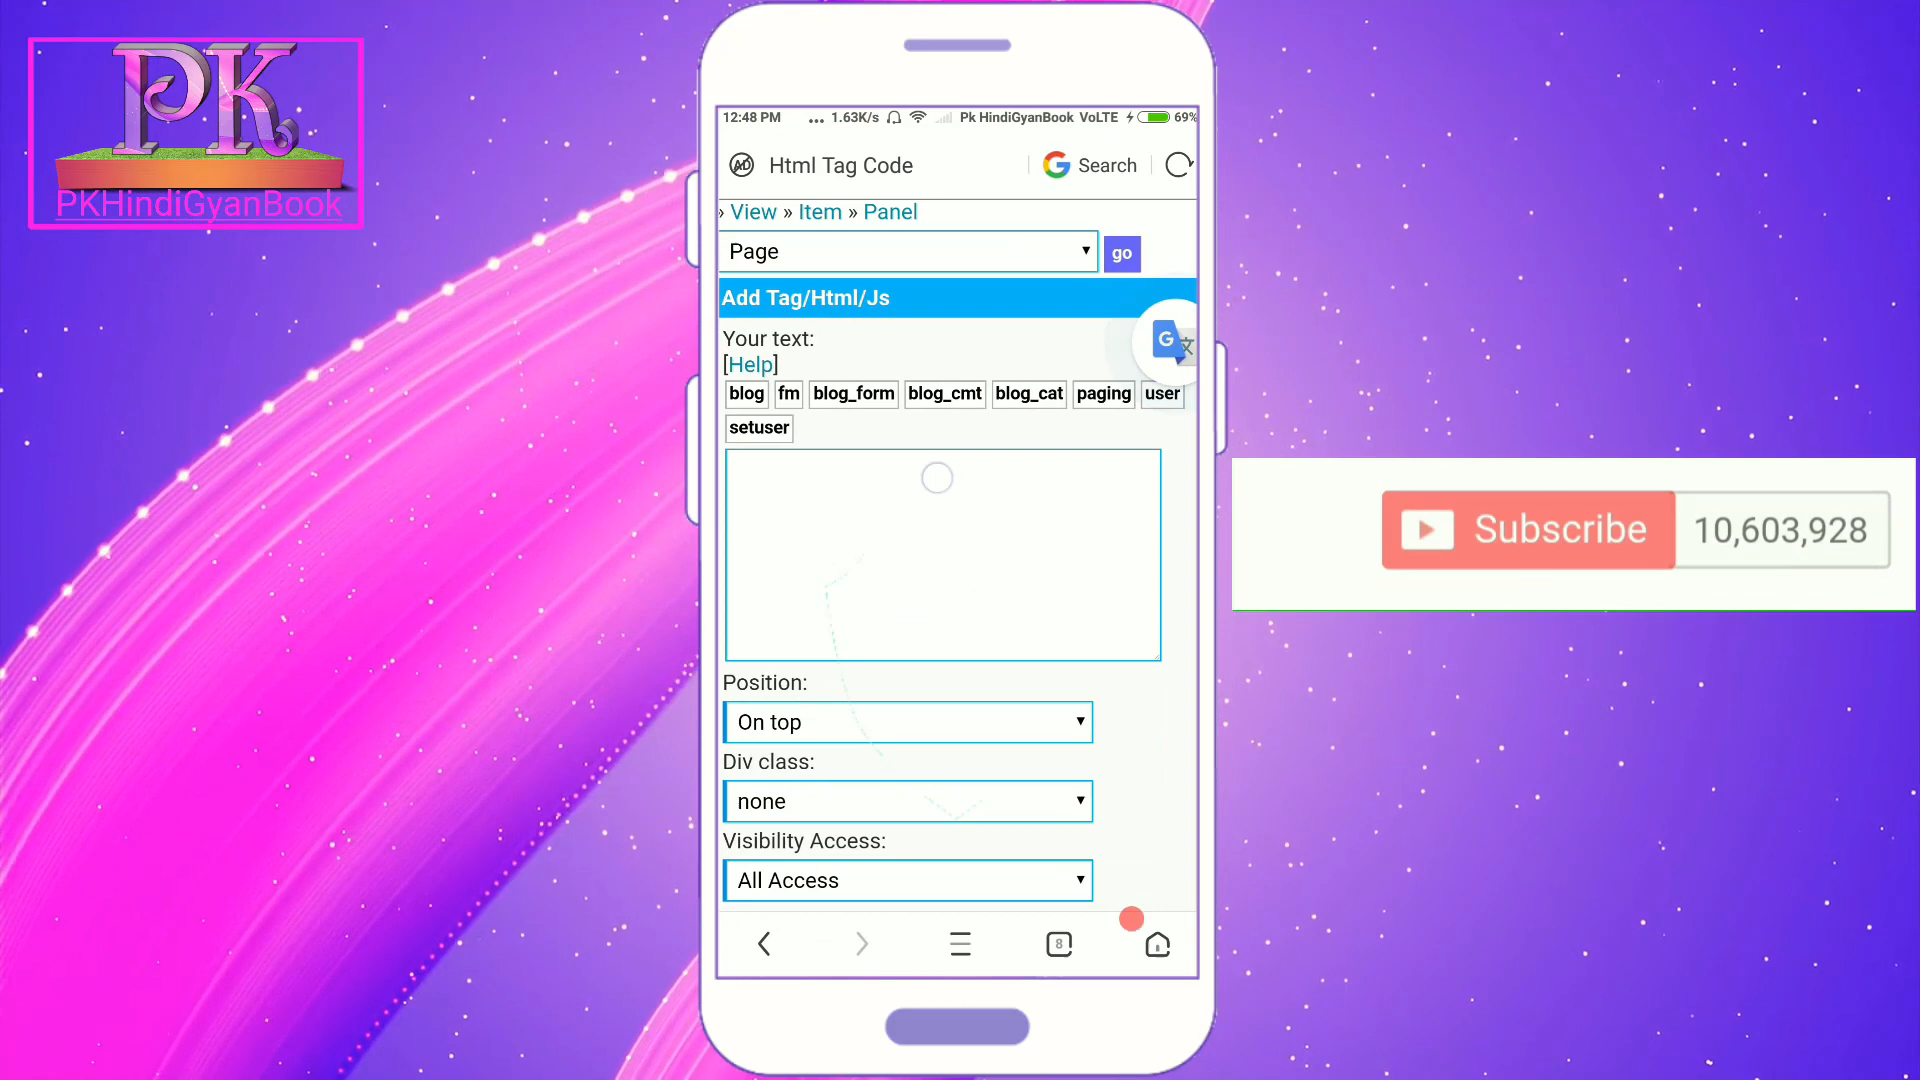 PK
PKHindiGyanBook
12:48 PM ... 1.63K/s Pk HindiGyanBook VoLTE 69%
AD Html Tag Code G Search
» View » Item » Panel
Page go
Add Tag/Html/Js
Your text:
[Help]
G 文
blog fm blog_form blog_cmt blog_cat paging user
setuser
Position:
On top
Div class:
none
Visibility Access:
All Access
8
Subscribe 10,603,928